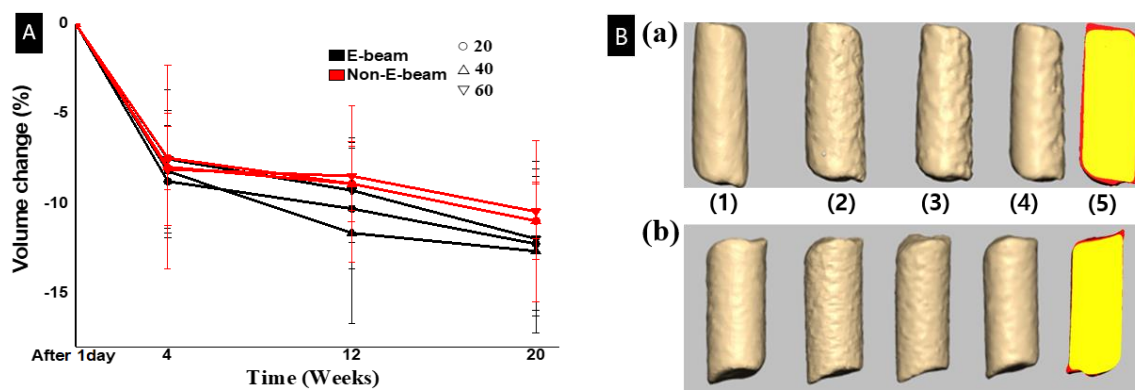 A
0
-5
-10
-15
Volume change (%)
E-beam
Non-E-beam
20
40
60
After 1day
4
12
20
Time (Weeks)
B
(a)
(1)
(2)
(3)
(4)
(5)
(b)